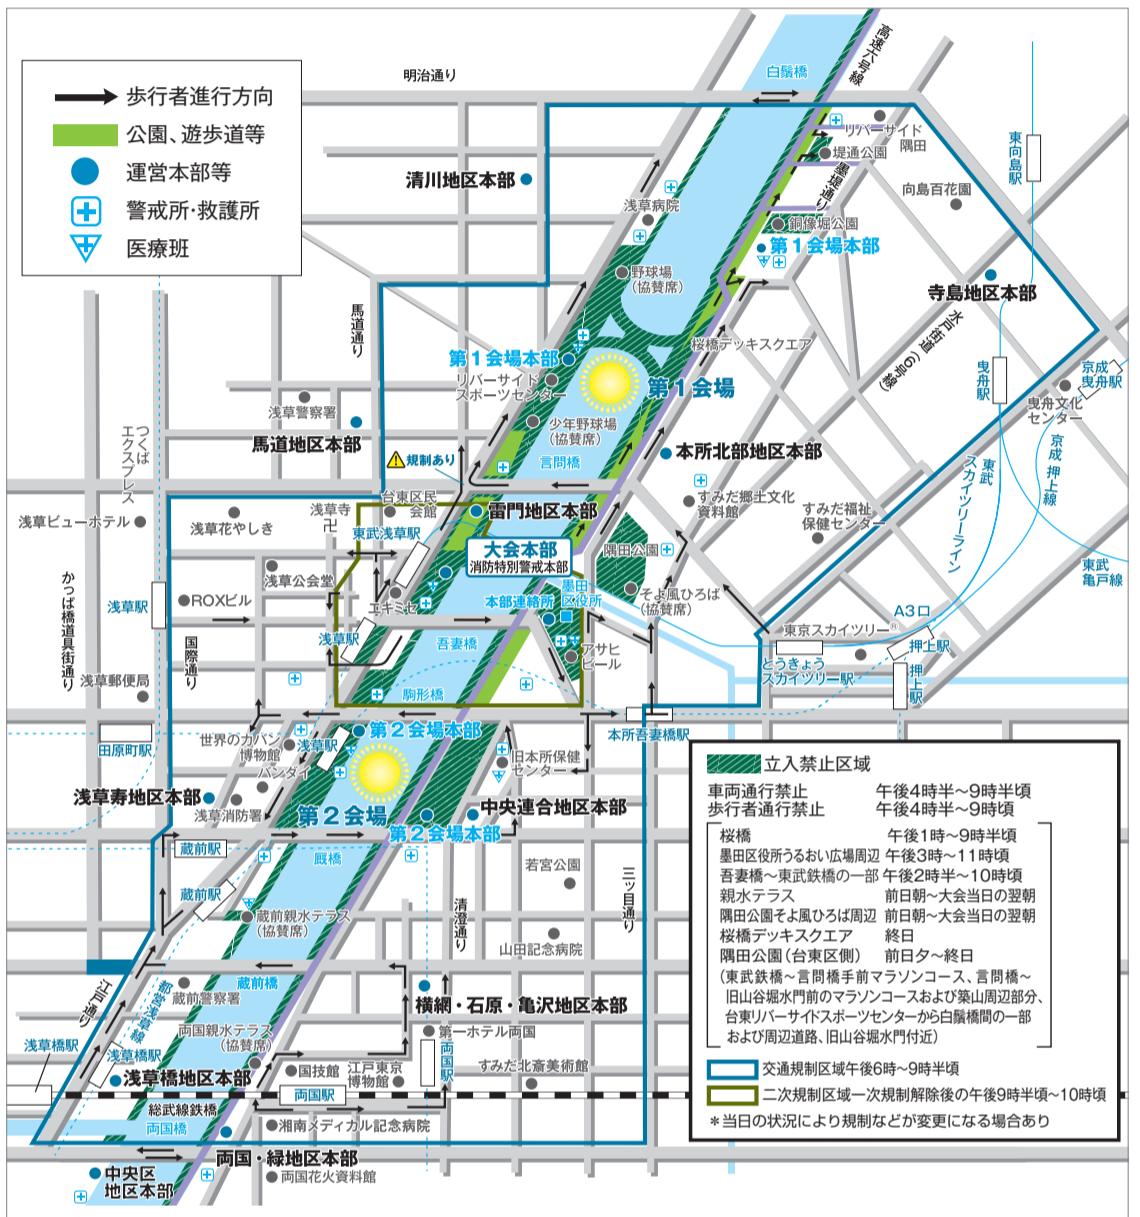 歩行者進行方向
公園、遊歩道等
運営本部等
警戒所・救護所
医療班
明治通り
白鬚橋
高速六号線
リバーサイド
隅田
堤通公園
墨堤通り
東向島駅
清川地区本部
浅草病院
向島百花園
銅像堀公園
第1会場本部
野球場
(協賛席)
寺島地区本部
馬道通り
水戸街道(6号線)
桜橋デッキスクエア
第1会場本部
リバーサイド
スポーツセンター
第1会場
曳舟駅
京成
曳舟駅
曳舟文化
センター
浅草警察署
馬道地区本部
少年野球場
(協賛席)
つくば
エクスプレス
規制あり
言問橋
本所北部地区本部
京成 押上線
東武
スカイツリーライン
浅草ビューホテル
浅草花やしき
浅草寺
卍
台東区民
会館
雷門地区本部
すみだ郷土文化
資料館
すみだ福祉
保健センター
東武浅草駅
大会本部
消防特別警戒本部
隅田公園
東武
亀戸線
かっぱ橋道具街通り
浅草公会堂
浅草駅
ROXビル
エキミセ
本部連絡所
墨田
区役所
そよ風ひろば
(協賛席)
A3口
国際通り
浅草駅
吾妻橋
アサヒ
ビール
東京スカイツリー®
押上駅
とうきょう
スカイツリー駅
押上駅
浅草郵便局
駒形橋
田原町駅
世界のカバン
博物館
浅草駅
第2会場本部
本所吾妻橋駅
バンダイ
旧本所保健
センター
浅草寿地区本部
浅草消防署
第2会場
中央連合地区本部
第2会場本部
蔵前駅
厩橋
若宮公園
蔵前駅
清澄通り
三ツ目通り
蔵前親水テラス
(協賛席)
山田記念病院
江戸通り
都営浅草線
蔵前橋
蔵前警察署
横網・石原・亀沢地区本部
両国親水テラス
(協賛席)
第一ホテル両国
浅草橋駅
浅草橋駅
浅草橋地区本部
国技館
江戸東京
博物館
両国駅
すみだ北斎美術館
両国駅
総武線鉄橋
両国橋
湘南メディカル記念病院
両国・緑地区本部
中央区
地区本部
両国花火資料館
立入禁止区域
車両通行禁止 午後4時半～9時半頃
歩行者通行禁止 午後4時半～9時頃
桜橋 午後1時～9時半頃
墨田区役所うるおい広場周辺 午後3時～11時頃
吾妻橋～東武鉄橋の一部 午後2時半～10時頃
親水テラス 前日朝～大会当日の翌朝
隅田公園そよ風ひろば周辺 前日朝～大会当日の翌朝
桜橋デッキスクエア 終日
隅田公園(台東区側) 前日夕～終日
(東武鉄橋～言問橋手前マラソンコース、言問橋～
旧山谷堀水門前のマラソンコースおよび築山周辺部分、
台東リバーサイドスポーツセンターから白鬚橋間の一部
および周辺道路、旧山谷堀水門付近)
交通規制区域午後6時～9時半頃
二次規制区域一次規制解除後の午後9時半頃～10時頃
＊当日の状況により規制などが変更になる場合あり